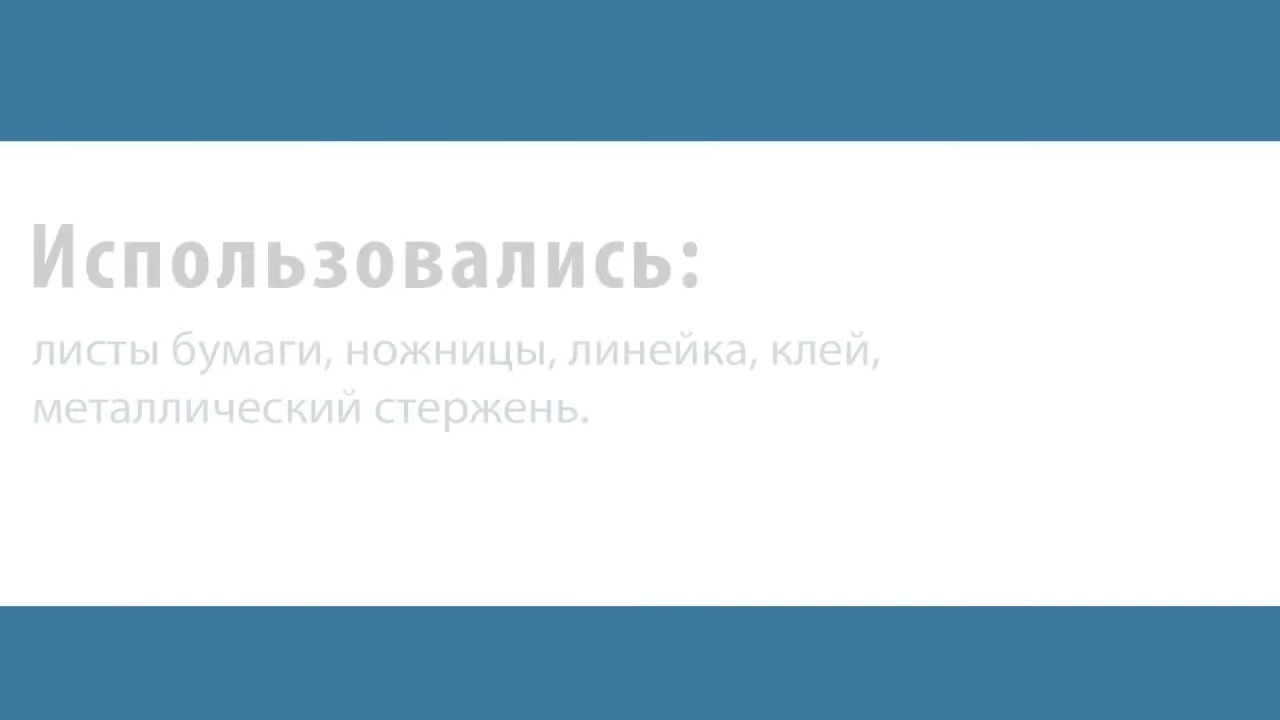 Использовались:
листы бумаги, ножницы, линейка, клей,
металлический стержень.